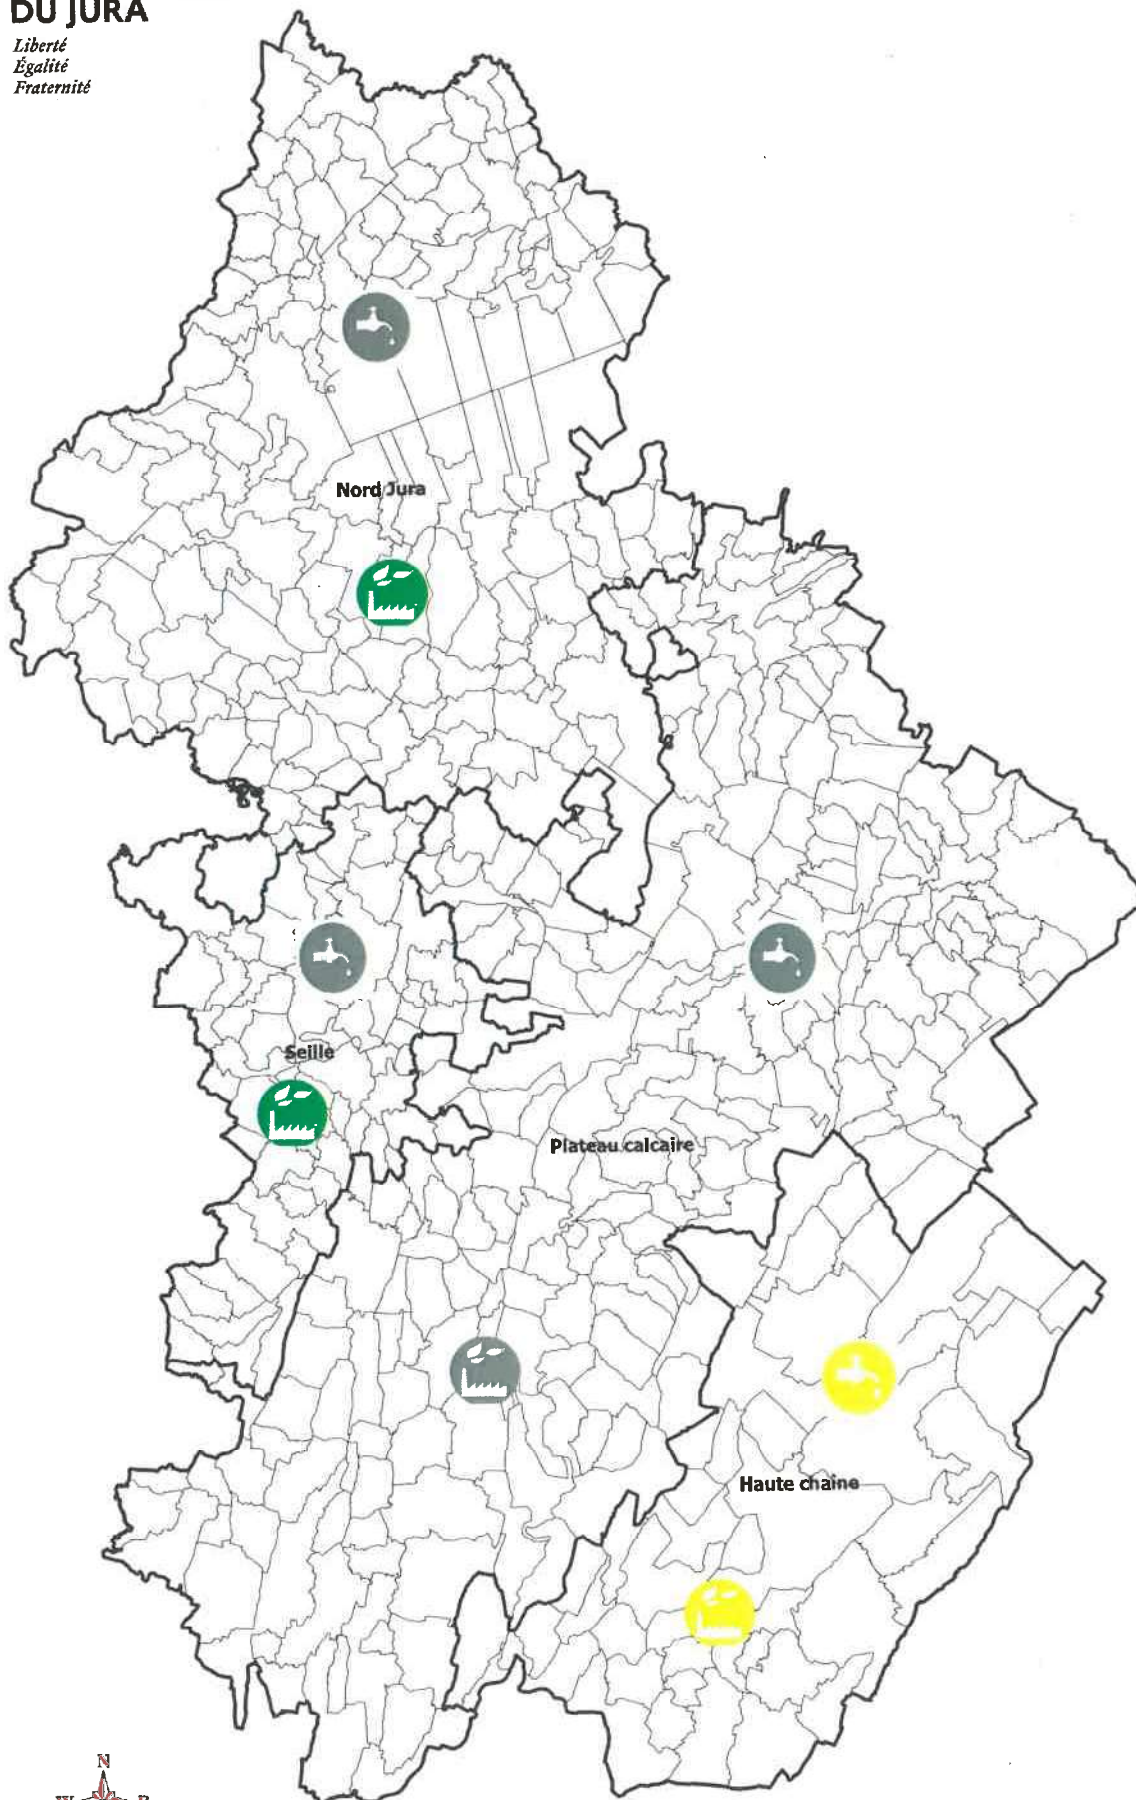 DU JURA
Liberté
Égalité
Fraternité
Nord Jura
Seille
Plateau calcaire
Haute chaîne
N